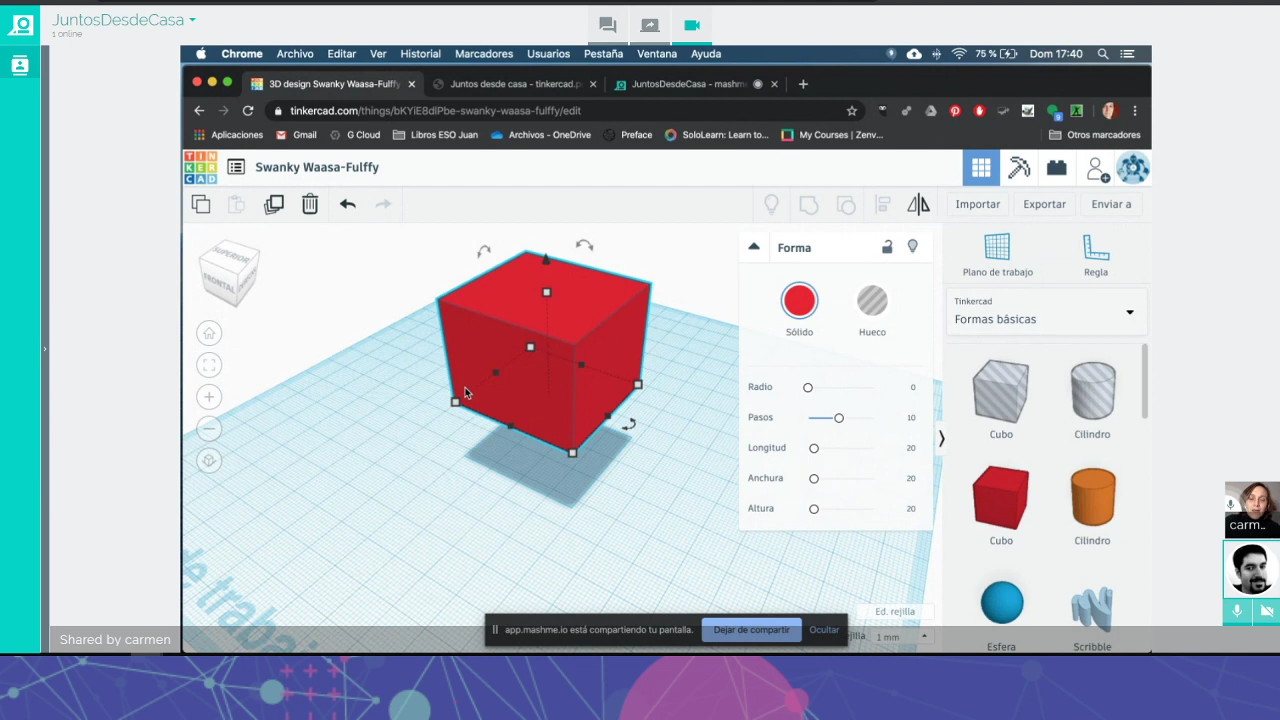 JuntosDesdeCasa
1 online
Chrome Archivo Editar Ver Historial Marcadores Usuarios Pestaña Ventana Ayuda 75 % Dom 17:40
3D design Swanky Waasa-Fulffy Juntos desde casa - tinkercad.p JuntosDesdeCasa - mashme
tinkercad.com/things/bKYiE8dlPbe-swanky-waasa-fulffy/edit
Aplicaciones Gmail G Cloud Libros ESO Juan Archivos - OneDrive Preface SoloLearn: Learn to... My Courses | Zenv... Otros marcadores
TIN
KER
CAD
Swanky Waasa-Fulffy
Importar Exportar Enviar a
SUPERIOR
FRONTAL
Forma
Plano de trabajo Regla
Sólido Hueco
Tinkercad
Formas básicas
Radio 0
Pasos 10
Longitud 20
Anchura 20
Altura 20
Cubo Cilindro
Cubo Cilindro
Esfera Scribble
Ed. rejilla
1 mm
app.mashme.io está compartiendo tu pantalla. Dejar de compartir Ocultar
Shared by carmen
carm...